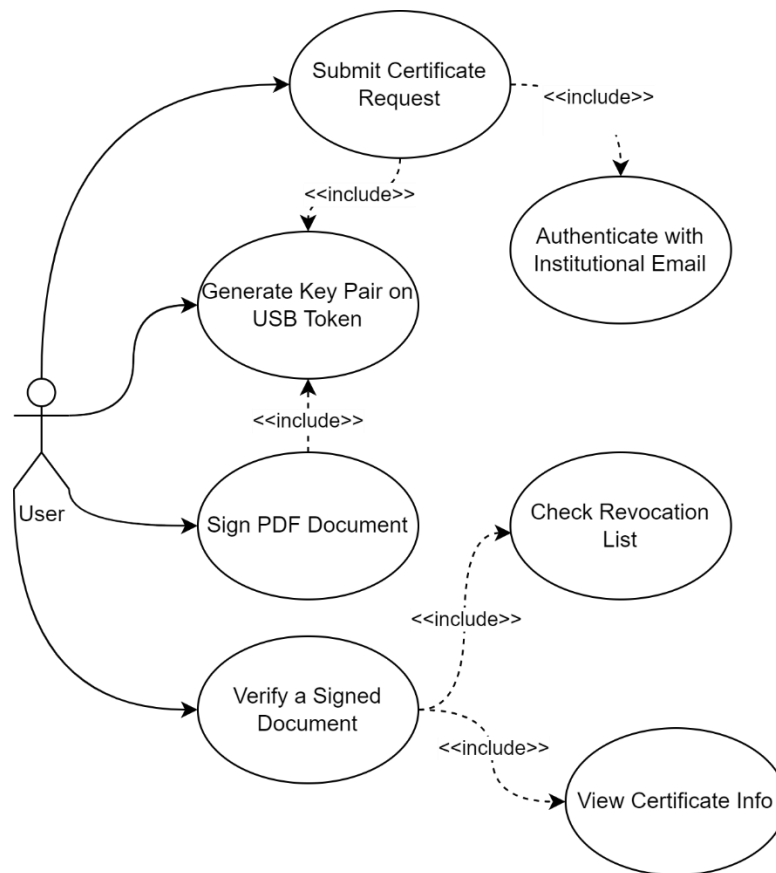 Submit Certificate
Request
<<include>>
<<include>>
Authenticate with
Institutional Email
Generate Key Pair on
USB Token
<<include>>
User
Sign PDF Document
Check Revocation
List
<<include>>
Verify a Signed
Document
<<include>>
View Certificate Info